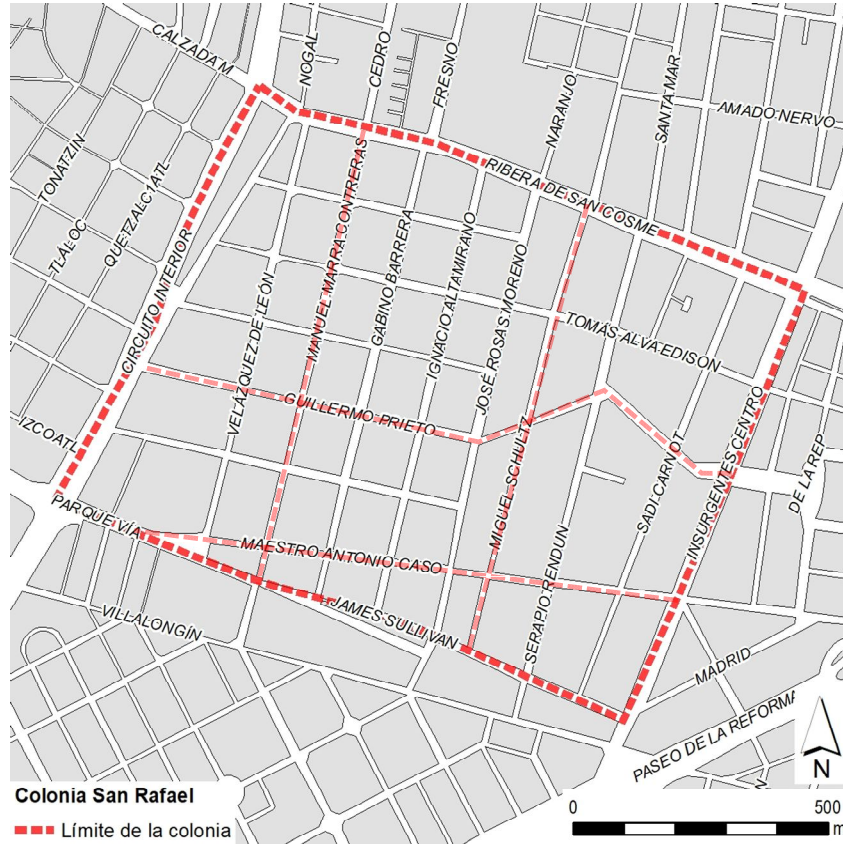 CALZADA M
NOGAL
CEDRO
FRESNO
NARANJO
SANTA MAR
AMADO NERVO
TONATZIN
TLALOC
QUETZALC1ATL
RIBERA DE SAN COSME
CIRCUITO INTERIOR
VELÁZQUEZ DE LEÓN
MANUEL MARRA CONTRERAS
GABINO BARRERA
IGNACIO ALTAMIRANO
JOSÉ ROSAS MORENO
TOMÁS ALVA EDISON
GUILLERMO PRIETO
MIGUEL SCHULTZ
IZCOATL
PARQUE VÍA
MAESTRO ANTONIO CASO
SERAPIO RENDUN
SADI CARNOT
INSURGENTES CENTRO
DE LA REP
VILLALONGÍN
JAMES SULLIVAN
MADRID
PASEO DE LA REFORMA
N
Colonia San Rafael
Límite de la colonia
0 500
m